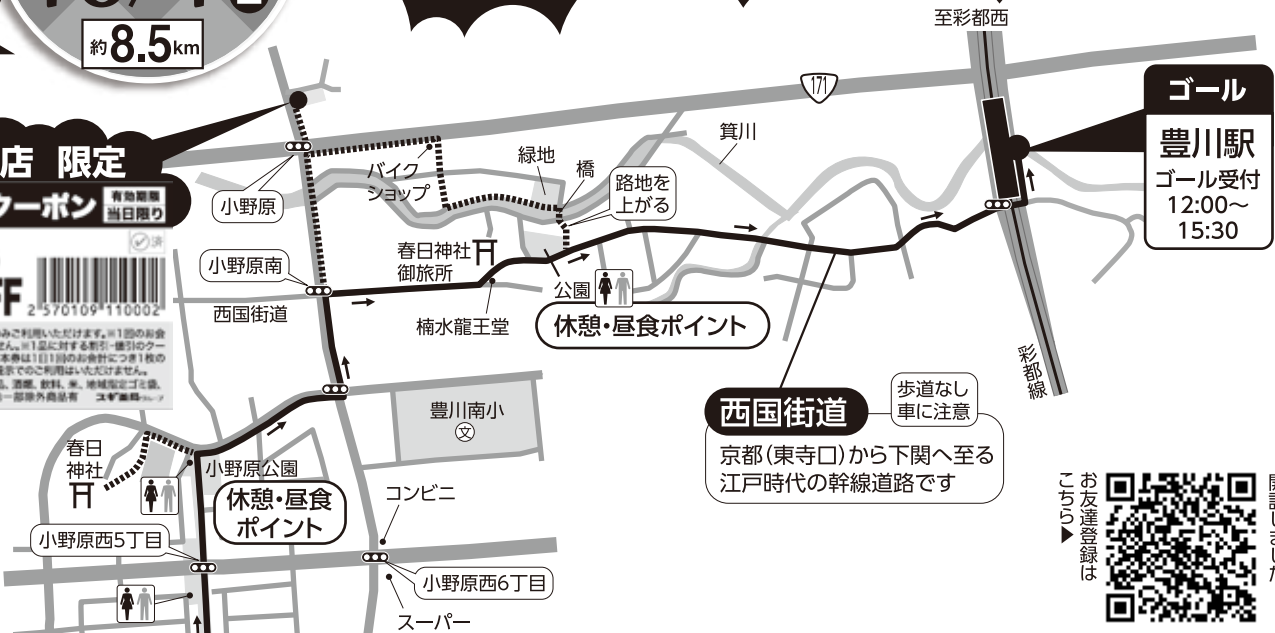 約8.5km
至彩都西
171
ゴール
豊川駅
ゴール受付
12:00〜
15:30
店 限定
クーポン
有効期限
当日限り
済
FF
2 570109 110002
小野原
バイク
ショップ
緑地
橋
路地を
上がる
箕川
小野原南
春日神社
御旅所
西国街道
楠水龍王堂
公園
休憩・昼食ポイント
彩都線
西国街道
歩道なし
車に注意
京都(東寺口)から下関へ至る
江戸時代の幹線道路です
豊川南小
文
春日
神社
小野原公園
休憩・昼食
ポイント
コンビニ
小野原西5丁目
小野原西6丁目
スーパー
お友達登録は
こちら▶